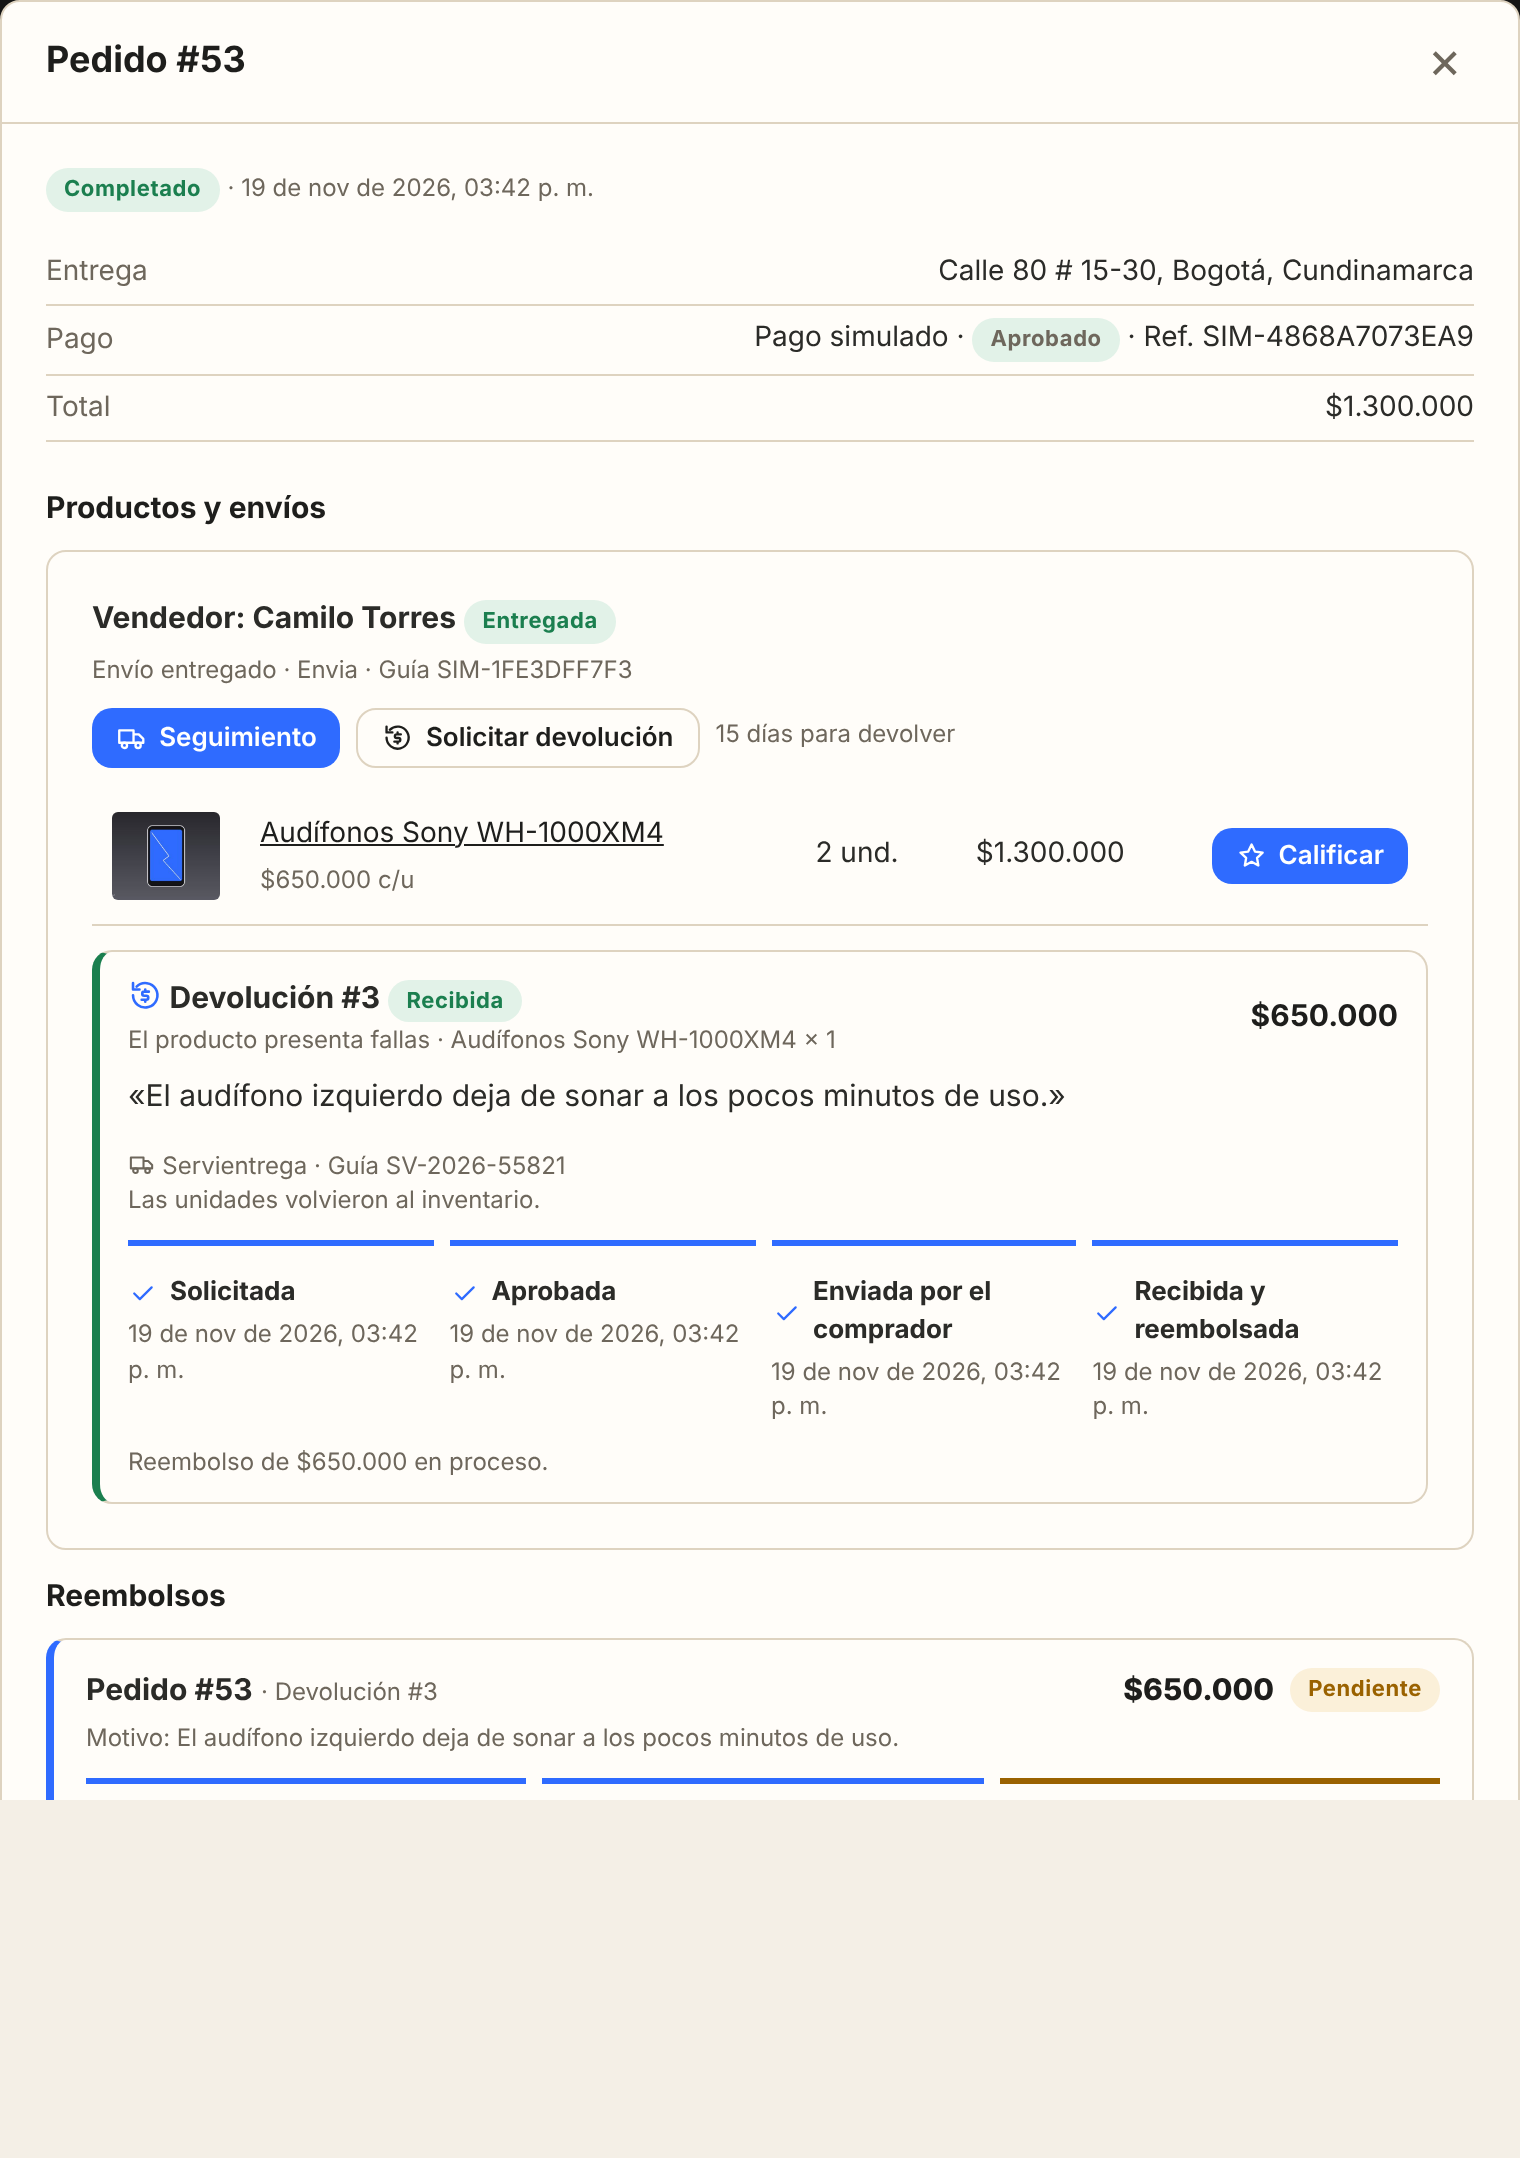 Pedido #53
Completado · 19 de nov de 2026, 03:42 p. m.
Entrega Calle 80 # 15-30, Bogotá, Cundinamarca
Pago Pago simulado · Aprobado · Ref. SIM-4868A7073EA9
Total $1.300.000
Productos y envíos
Vendedor: Camilo Torres Entregada
Envío entregado · Envia · Guía SIM-1FE3DFF7F3
Seguimiento Solicitar devolución 15 días para devolver
Audífonos Sony WH-1000XM4 2 und. $1.300.000 Calificar
$650.000 c/u
Devolución #3 Recibida $650.000
El producto presenta fallas · Audífonos Sony WH-1000XM4 × 1
«El audífono izquierdo deja de sonar a los pocos minutos de uso.»
Servientrega · Guía SV-2026-55821
Las unidades volvieron al inventario.
Solicitada
19 de nov de 2026, 03:42
p. m.
Aprobada
19 de nov de 2026, 03:42
p. m.
Enviada por el
comprador
19 de nov de 2026, 03:42
p. m.
Recibida y
reembolsada
19 de nov de 2026, 03:42
p. m.
Reembolso de $650.000 en proceso.
Reembolsos
Pedido #53 · Devolución #3 $650.000 Pendiente
Motivo: El audífono izquierdo deja de sonar a los pocos minutos de uso.